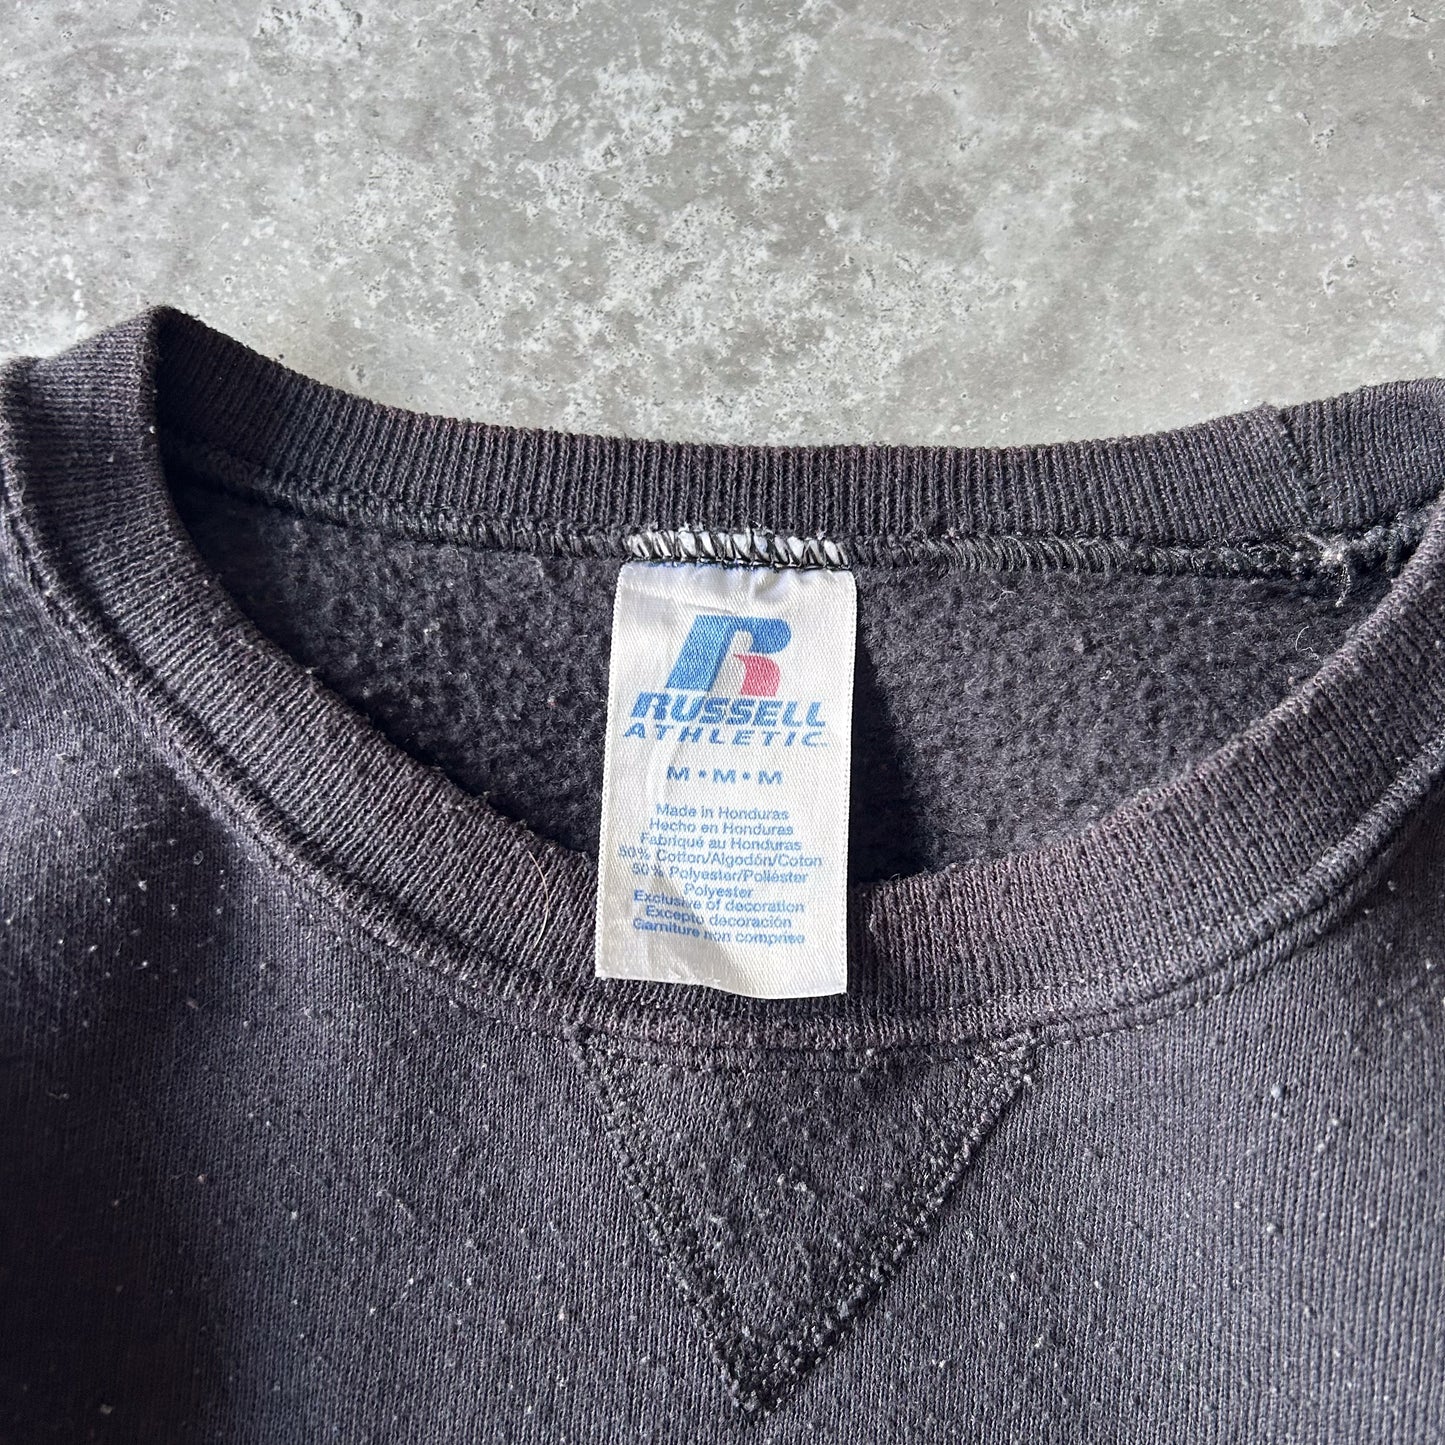 R
RUSSELL
ATHLETIC
M • M • M
Made in Honduras
Hecho en Honduras
Fabriqué au Honduras
50% Cotton/Algodón/Coton
50% Polyester/Poliéster
Polyester
Exclusive of decoration
Excepto decoración
Garniture non comprise